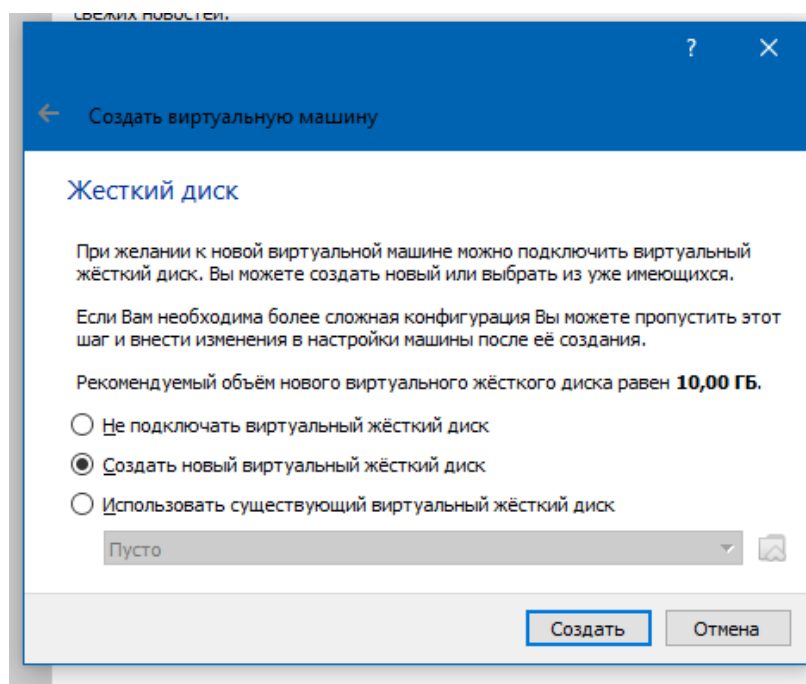 свежих новостей.
?
Создать виртуальную машину
Жесткий диск
При желании к новой виртуальной машине можно подключить виртуальный
жёсткий диск. Вы можете создать новый или выбрать из уже имеющихся.
Если Вам необходима более сложная конфигурация Вы можете пропустить этот
шаг и внести изменения в настройки машины после её создания.
Рекомендуемый объём нового виртуального жёсткого диска равен 10,00 ГБ.
Не подключать виртуальный жёсткий диск
Создать новый виртуальный жёсткий диск
Использовать существующий виртуальный жёсткий диск
Пусто
Создать Отмена